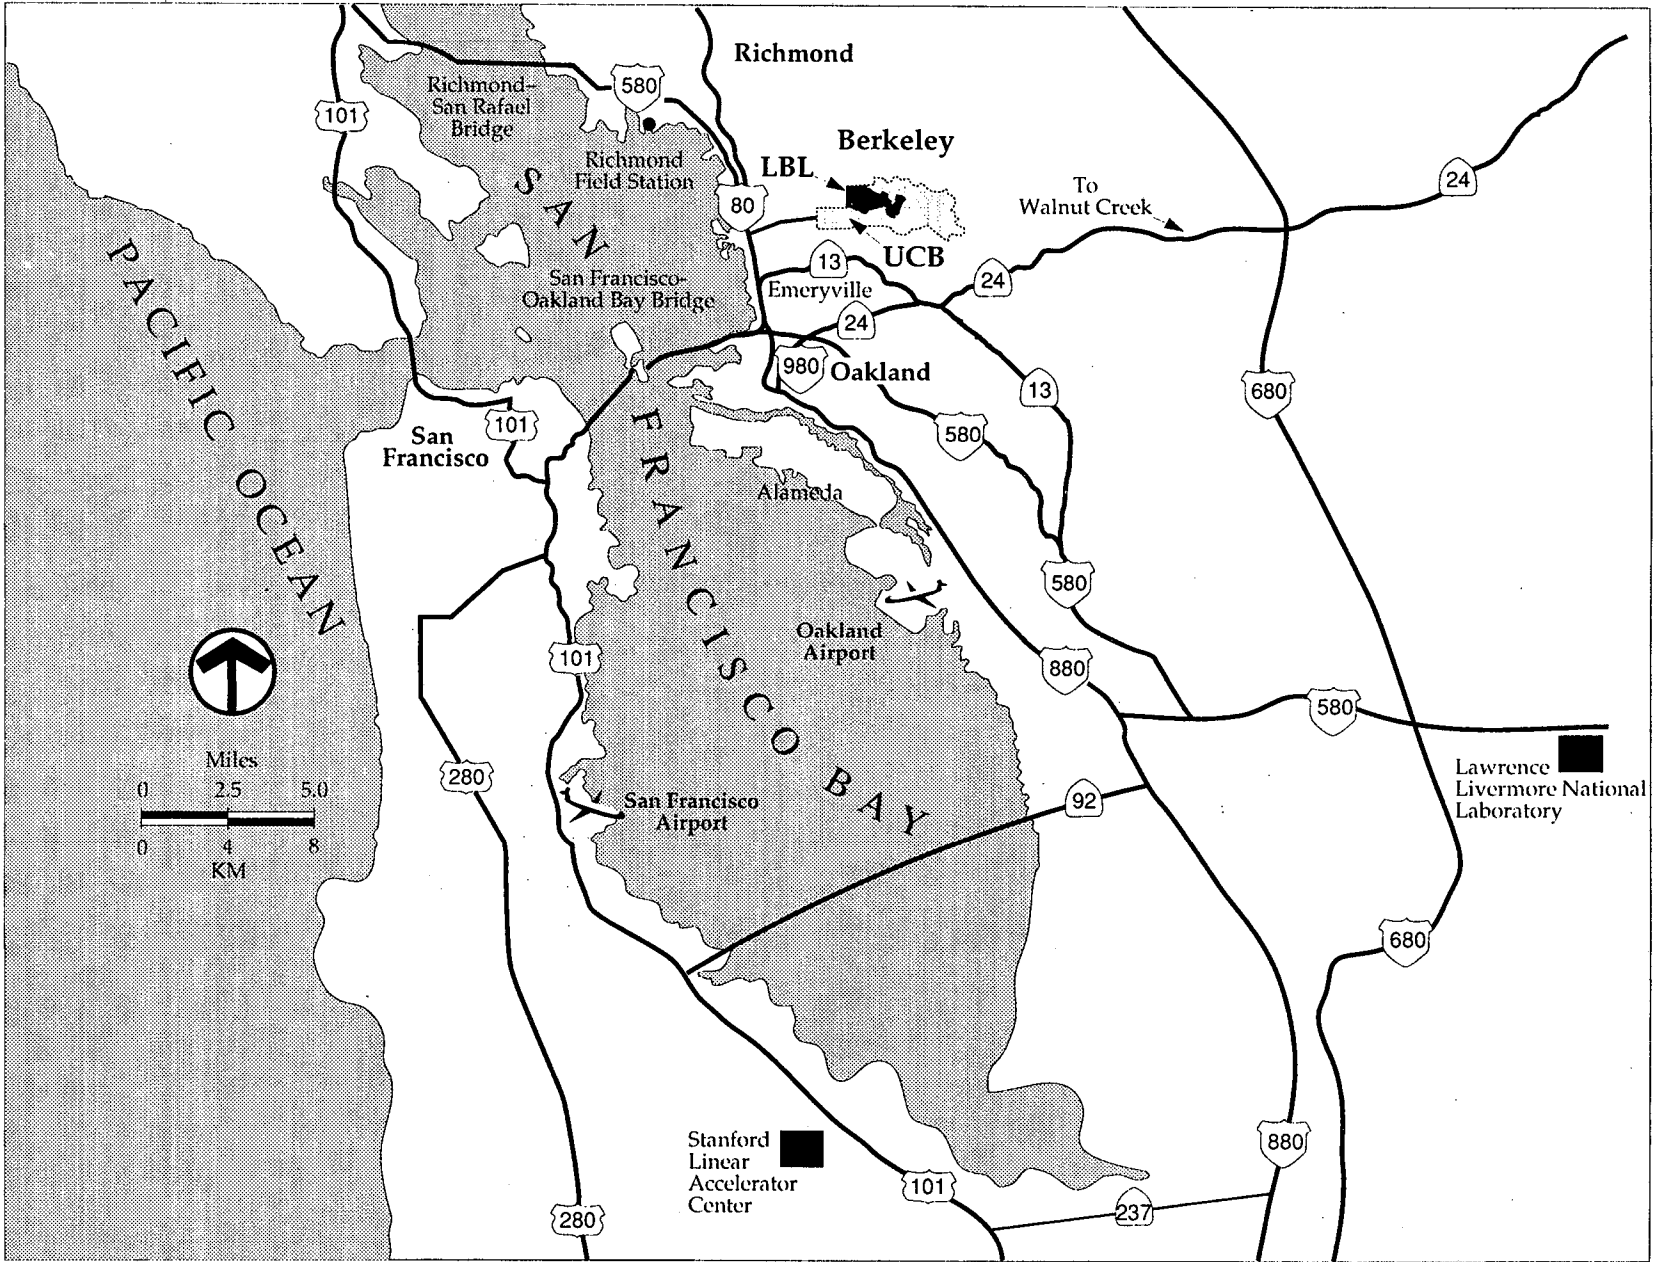 Richmond
580
Richmond–
San Rafael
Bridge
101
Berkeley
LBL
Richmond
Field Station
80
To
Walnut Creek
24
UCB
13
Emeryville
24
San Francisco-
Oakland Bay Bridge
24
980
Oakland
13
680
580
101
San
Francisco
Alameda
PACIFIC OCEAN
SAN FRANCISCO BAY
580
Oakland
Airport
880
101
580
Miles
0 2.5 5.0
0 4 8
KM
280
San Francisco
Airport
92
Lawrence
Livermore National
Laboratory
680
Stanford
Linear
Accelerator
Center
880
101
237
280